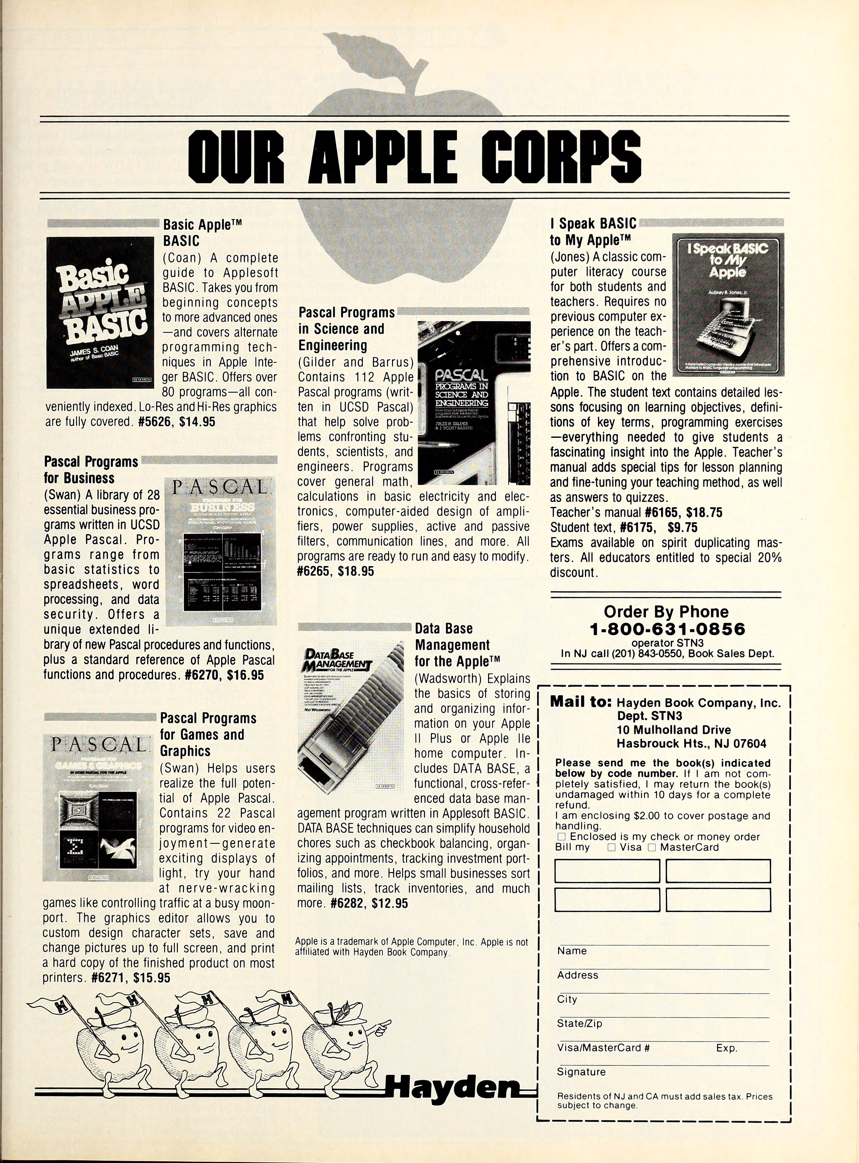 OUR APPLE CORPS
Basic Apple™
BASIC
(Coan) A complete
guide to Applesoft
BASIC. Takes you from
beginning concepts
to more advanced ones
—and covers alternate
programming tech-
niques in Apple Inte-
ger BASIC. Offers over
80 programs—all con-
veniently indexed. Lo-Res and Hi-Res graphics
are fully covered. #5626, $14.95
Basic
APPLE
BASIC
JAMES S. COAN
author of Basic BASIC
Pascal Programs
for Business
(Swan) A library of 28
essential business pro-
grams written in UCSD
Apple Pascal. Pro-
grams range from
basic statistics to
spreadsheets, word
processing, and data
security. Offers a
unique extended li-
brary of new Pascal procedures and functions,
plus a standard reference of Apple Pascal
functions and procedures. #6270, $16.95
PASCAL
PROGRAMS FOR
BUSINESS
Pascal Programs
for Games and
Graphics
(Swan) Helps users
realize the full poten-
tial of Apple Pascal.
Contains 22 Pascal
programs for video en-
joyment—generate
exciting displays of
light, try your hand
at nerve-wracking
games like controlling traffic at a busy moon-
port. The graphics editor allows you to
custom design character sets, save and
change pictures up to full screen, and print
a hard copy of the finished product on most
printers. #6271, $15.95
PASCAL
PROGRAMS FOR
GAMES & GRAPHICS
Pascal Programs
in Science and
Engineering
(Gilder and Barrus)
Contains 112 Apple
Pascal programs (writ-
ten in UCSD Pascal)
that help solve prob-
lems confronting stu-
dents, scientists, and
engineers. Programs
cover general math,
calculations in basic electricity and elec-
tronics, computer-aided design of ampli-
fiers, power supplies, active and passive
filters, communication lines, and more. All
programs are ready to run and easy to modify.
#6265, $18.95
PASCAL
PROGRAMS IN
SCIENCE AND
ENGINEERING
Data Base
Management
for the Apple™
(Wadsworth) Explains
the basics of storing
and organizing infor-
mation on your Apple
II Plus or Apple IIe
home computer. In-
cludes DATA BASE, a
functional, cross-refer-
enced data base man-
agement program written in Applesoft BASIC.
DATA BASE techniques can simplify household
chores such as checkbook balancing, organ-
izing appointments, tracking investment port-
folios, and more. Helps small businesses sort
mailing lists, track inventories, and much
more. #6282, $12.95
DATA BASE
MANAGEMENT
FOR THE APPLE
Apple is a trademark of Apple Computer, Inc. Apple is not
affiliated with Hayden Book Company.
I Speak BASIC
to My Apple™
(Jones) A classic com-
puter literacy course
for both students and
teachers. Requires no
previous computer ex-
perience on the teach-
er's part. Offers a com-
prehensive introduc-
tion to BASIC on the
Apple. The student text contains detailed les-
sons focusing on learning objectives, defini-
tions of key terms, programming exercises
—everything needed to give students a
fascinating insight into the Apple. Teacher's
manual adds special tips for lesson planning
and fine-tuning your teaching method, as well
as answers to quizzes.
Teacher's manual #6165, $18.75
Student text, #6175, $9.75
Exams available on spirit duplicating mas-
ters. All educators entitled to special 20%
discount.
I Speak BASIC
to My
Apple
Aubrey B. Jones, Jr.
Order By Phone
1-800-631-0856
operator STN3
In NJ call (201) 843-0550, Book Sales Dept.
Mail to: Hayden Book Company, Inc.
Dept. STN3
10 Mulholland Drive
Hasbrouck Hts., NJ 07604
Please send me the book(s) indicated
below by code number. If I am not com-
pletely satisfied, I may return the book(s)
undamaged within 10 days for a complete
refund.
I am enclosing $2.00 to cover postage and
handling.
□ Enclosed is my check or money order
Bill my □ Visa □ MasterCard
Name
Address
City
State/Zip
Visa/MasterCard # Exp.
Signature
Residents of NJ and CA must add sales tax. Prices
subject to change.
H H H H
Hayden